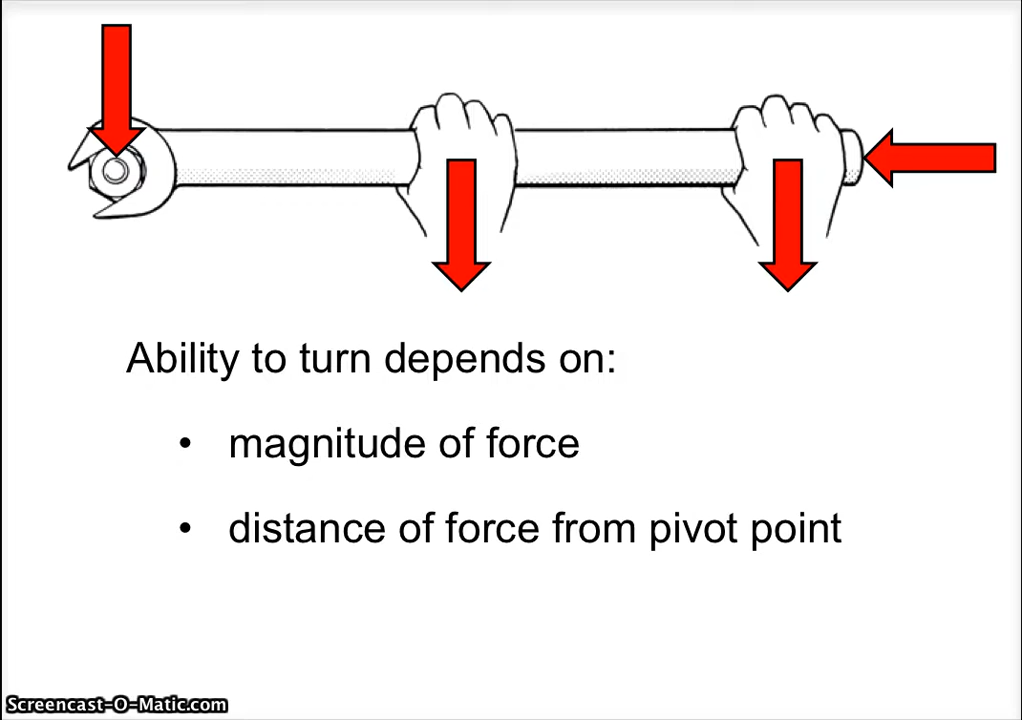 Ability to turn depends on:
• magnitude of force
• distance of force from pivot point
Screencast-O-Matic.com